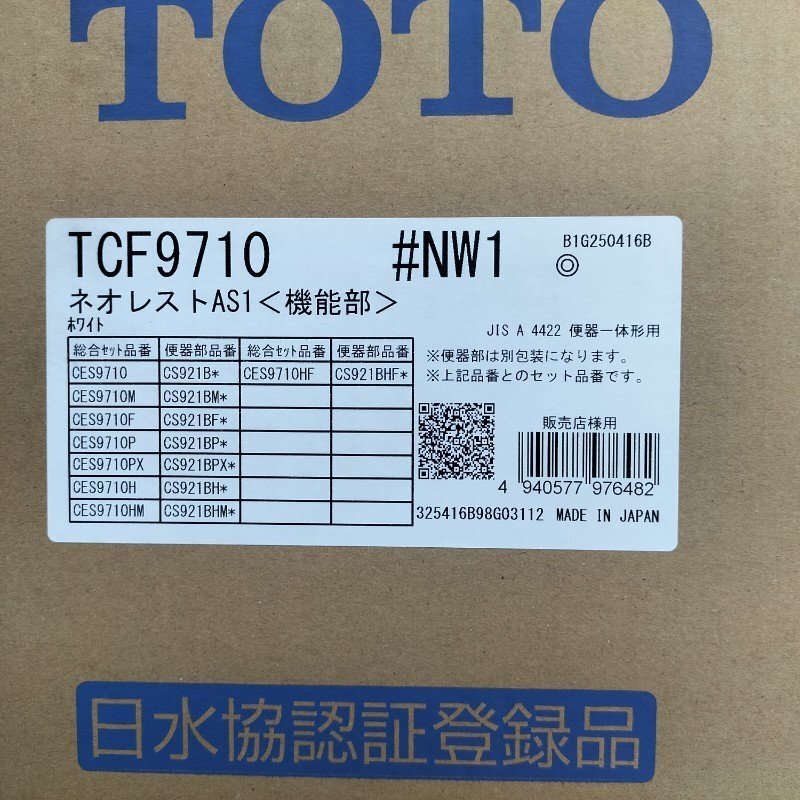 TOTO
TCF9710 #NW1 B1G250416B
ネオレストAS1<機能部> ◎
ホワイト
JIS A 4422 便器一体形用
総合セット品番 便器部品番 総合セット品番 便器部品番
CES9710 CS921B* CES9710HF CS921BHF*
CES9710M CS921BM*
CES9710F CS921BF*
CES9710P CS921BP*
CES9710PX CS921BPX*
CES9710H CS921BH*
CES9710HM CS921BHM*
※便器部は別包装になります。
※上記品番とのセット品番です。
販売店様用
4 940577 976482
325416B98G03112 MADE IN JAPAN
日水協認証登録品